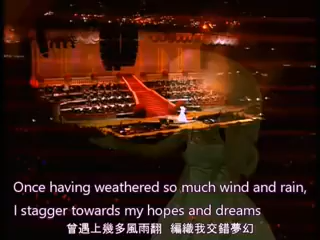 Once having weathered so much wind and rain,
I stagger towards my hopes and dreams
曾遇上幾多風雨翻 編織我交錯夢幻